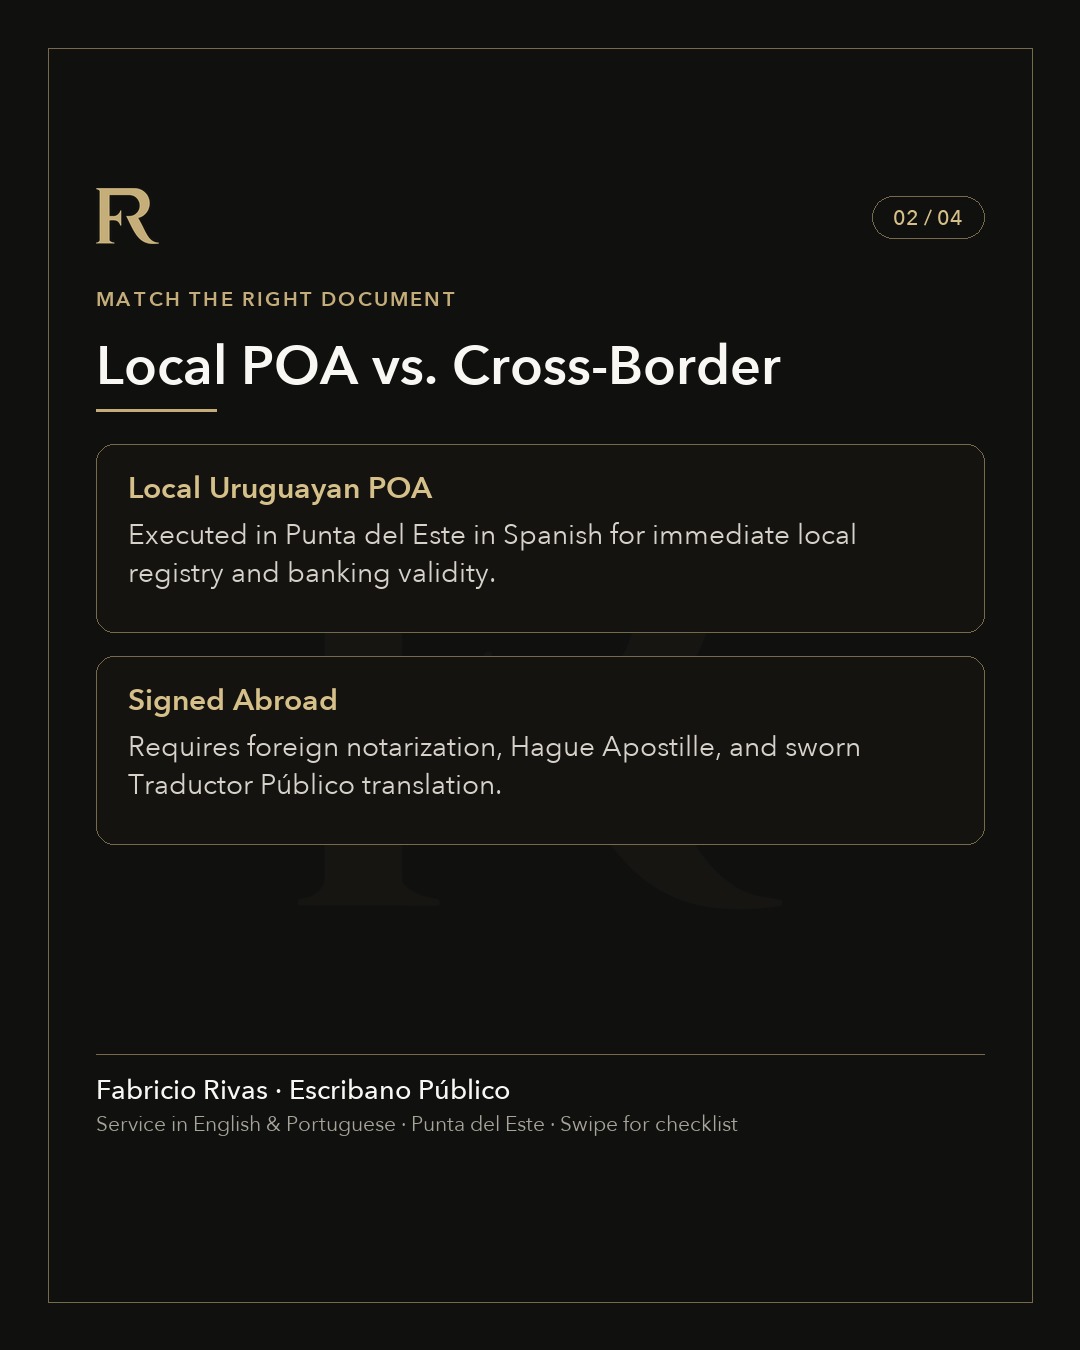 R
02 / 04
MATCH THE RIGHT DOCUMENT
Local POA vs. Cross-Border
Local Uruguayan POA
Executed in Punta del Este in Spanish for immediate local
registry and banking validity.
Signed Abroad
Requires foreign notarization, Hague Apostille, and sworn
Traductor Público translation.
Fabricio Rivas · Escribano Público
Service in English & Portuguese · Punta del Este · Swipe for checklist